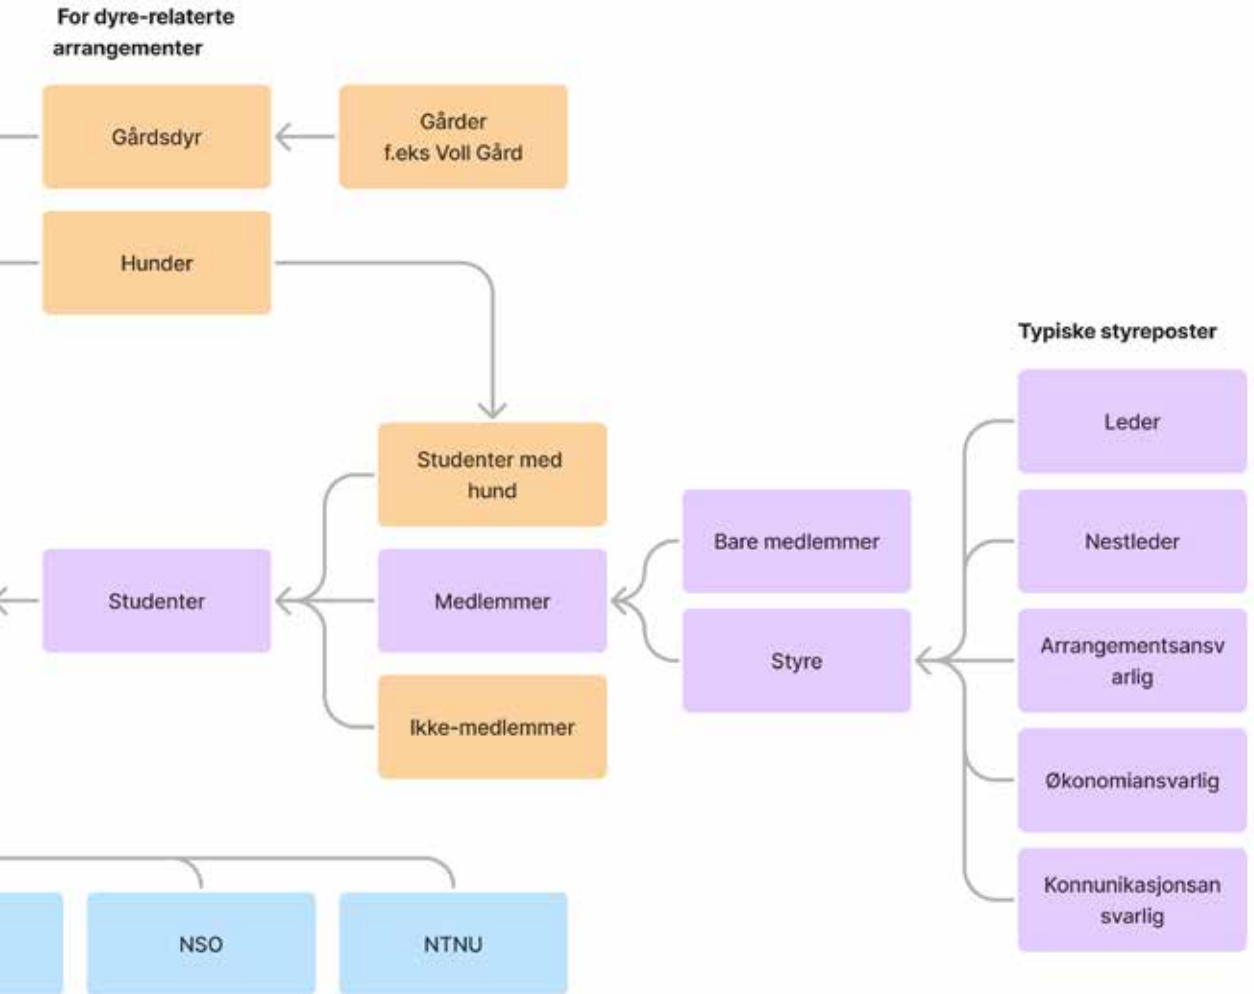 For dyre-relaterte
arrangementer
Gårdsdyr
Gårder
f.eks Voll Gård
Hunder
Typiske styreposter
Leder
Studenter med
hund
Bare medlemmer
Nestleder
Studenter
Medlemmer
Styre
Arrangementsansv
arlig
Ikke-medlemmer
Økonomiansvarlig
Konnunikasjonsan
svarlig
NSO
NTNU